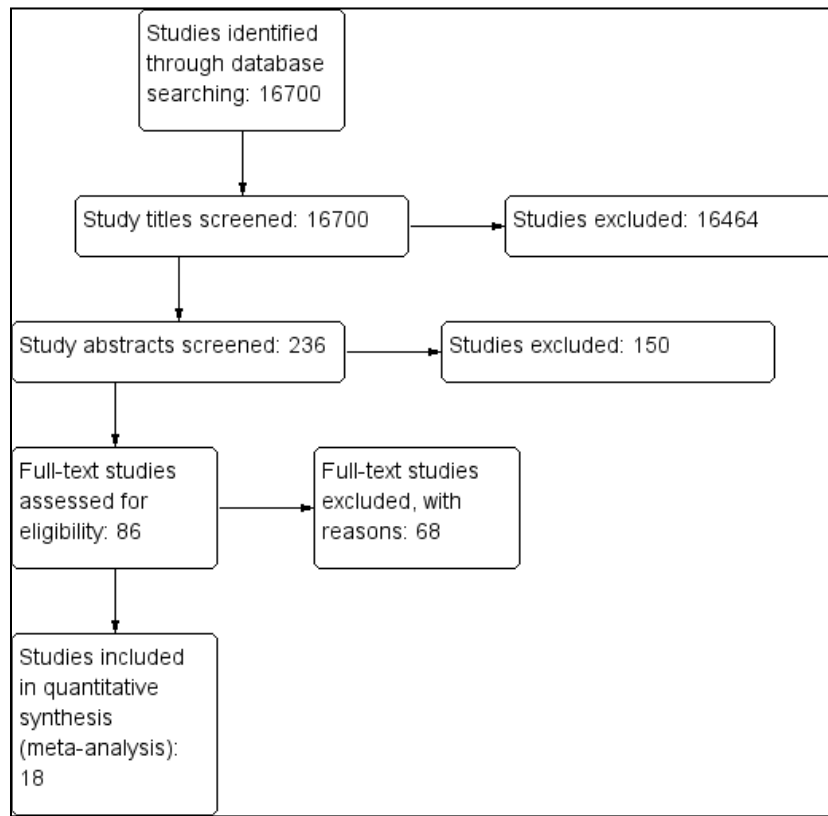 Studies identified
through database
searching: 16700
Study titles screened: 16700
Studies excluded: 16464
Study abstracts screened: 236
Studies excluded: 150
Full-text studies
assessed for
eligibility: 86
Full-text studies
excluded, with
reasons: 68
Studies included
in quantitative
synthesis
(meta-analysis):
18